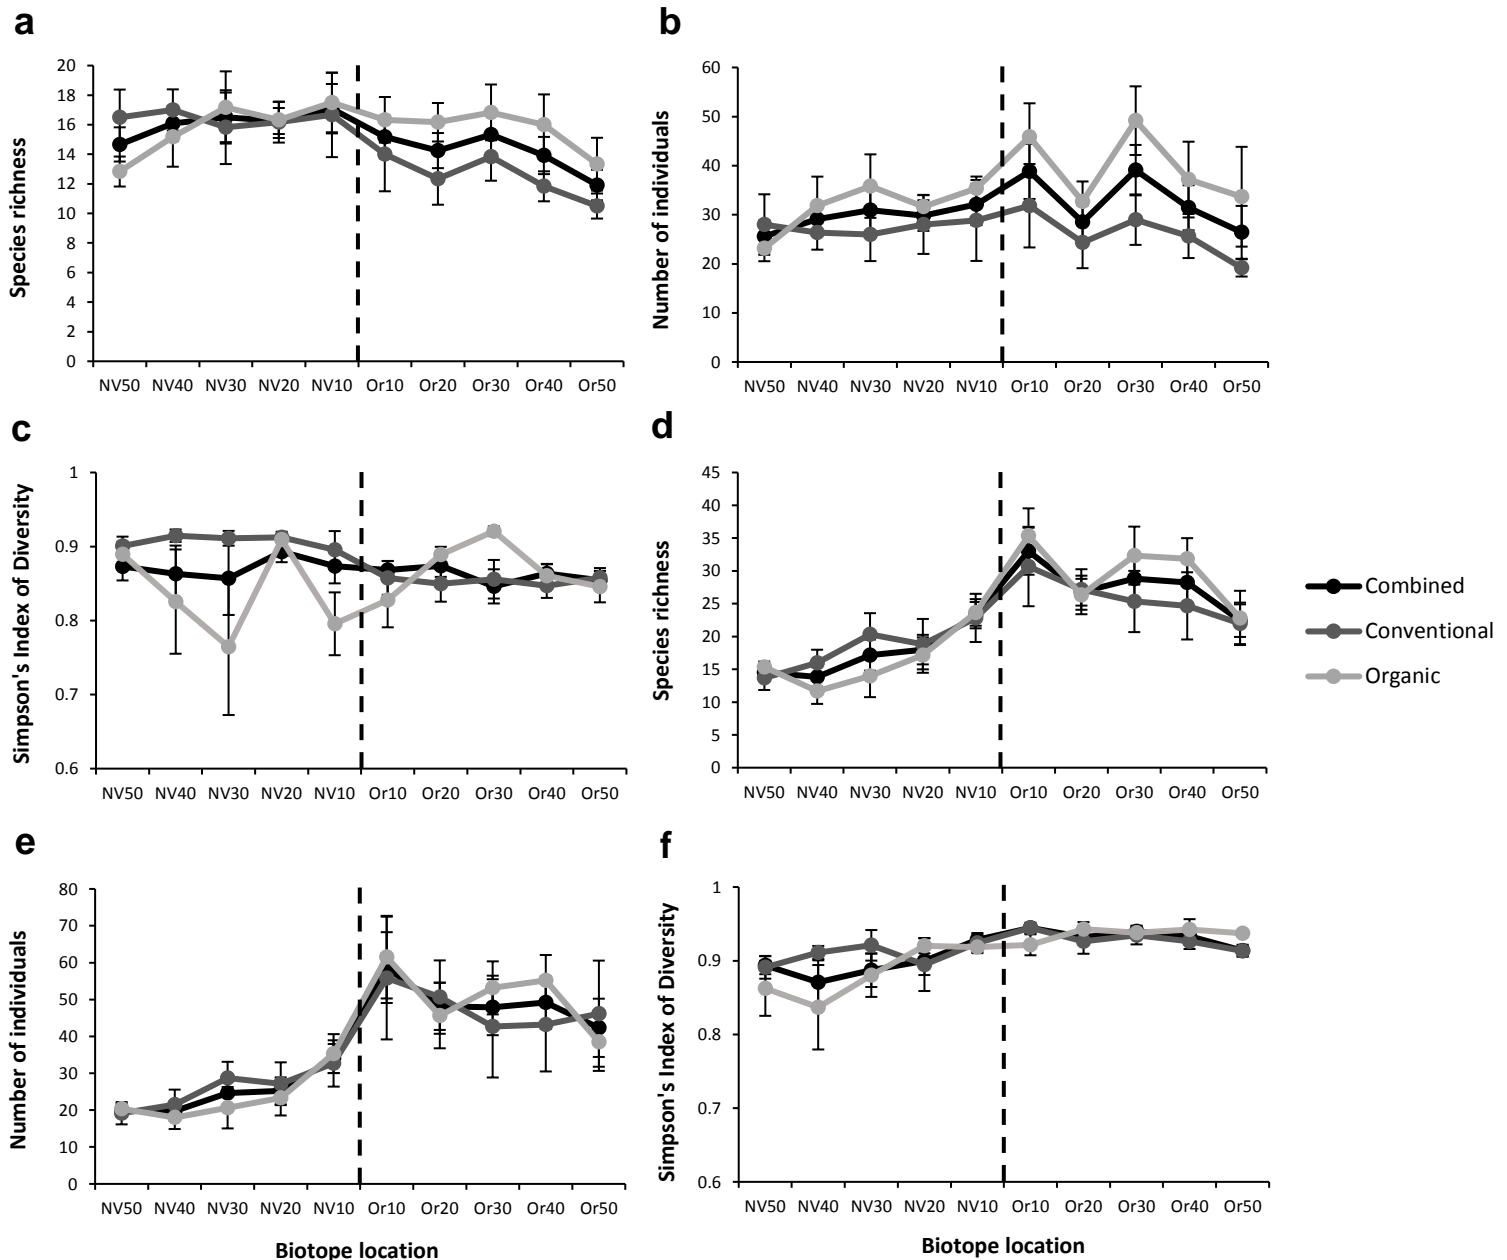 a
Species richness
20
18
16
14
12
10
8
6
4
2
0
NV50 NV40 NV30 NV20 NV10 Or10 Or20 Or30 Or40 Or50
b
Number of individuals
60
50
40
30
20
10
0
NV50 NV40 NV30 NV20 NV10 Or10 Or20 Or30 Or40 Or50
c
Simpson's Index of Diversity
1
0.9
0.8
0.7
0.6
NV50 NV40 NV30 NV20 NV10 Or10 Or20 Or30 Or40 Or50
d
Species richness
45
40
35
30
25
20
15
10
5
0
NV50 NV40 NV30 NV20 NV10 Or10 Or20 Or30 Or40 Or50
Combined
Conventional
Organic
e
Number of individuals
80
70
60
50
40
30
20
10
0
NV50 NV40 NV30 NV20 NV10 Or10 Or20 Or30 Or40 Or50
Biotope location
f
Simpson's Index of Diversity
1
0.9
0.8
0.7
0.6
NV50 NV40 NV30 NV20 NV10 Or10 Or20 Or30 Or40 Or50
Biotope location